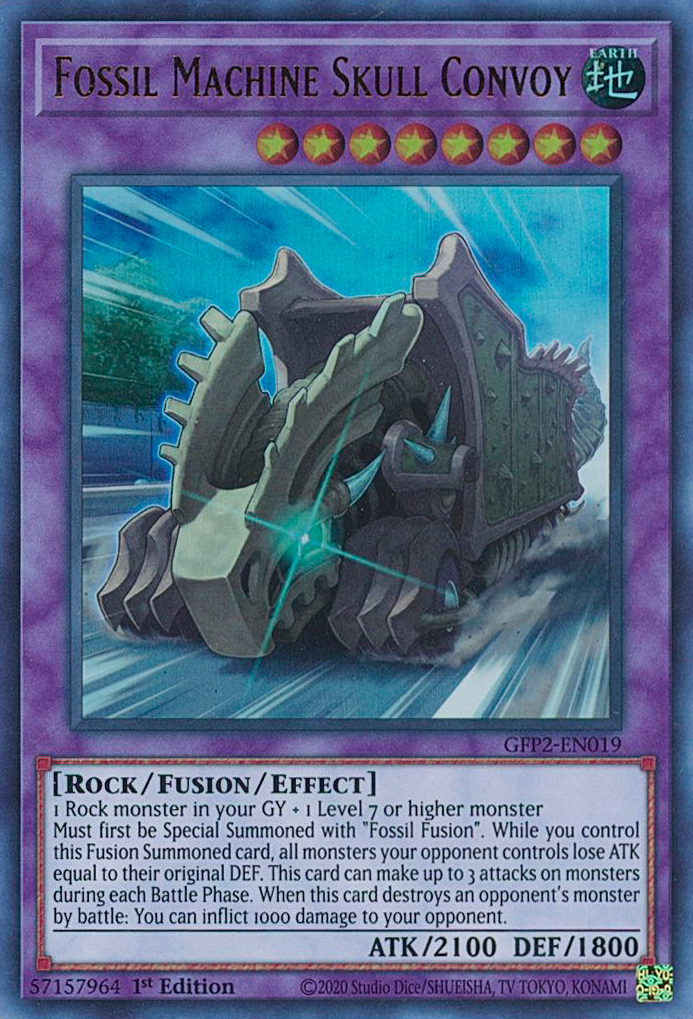 FOSSIL MACHINE SKULL CONVOY
EARTH
地
GFP2-EN019
[ROCK/FUSION/EFFECT]
1 Rock monster in your GY + 1 Level 7 or higher monster
Must first be Special Summoned with "Fossil Fusion". While you control
this Fusion Summoned card, all monsters your opponent controls lose ATK
equal to their original DEF. This card can make up to 3 attacks on monsters
during each Battle Phase. When this card destroys an opponent's monster
by battle: You can inflict 1000 damage to your opponent.
ATK/2100 DEF/1800
57157964 1st Edition ©2020 Studio Dice/SHUEISHA, TV TOKYO, KONAMI